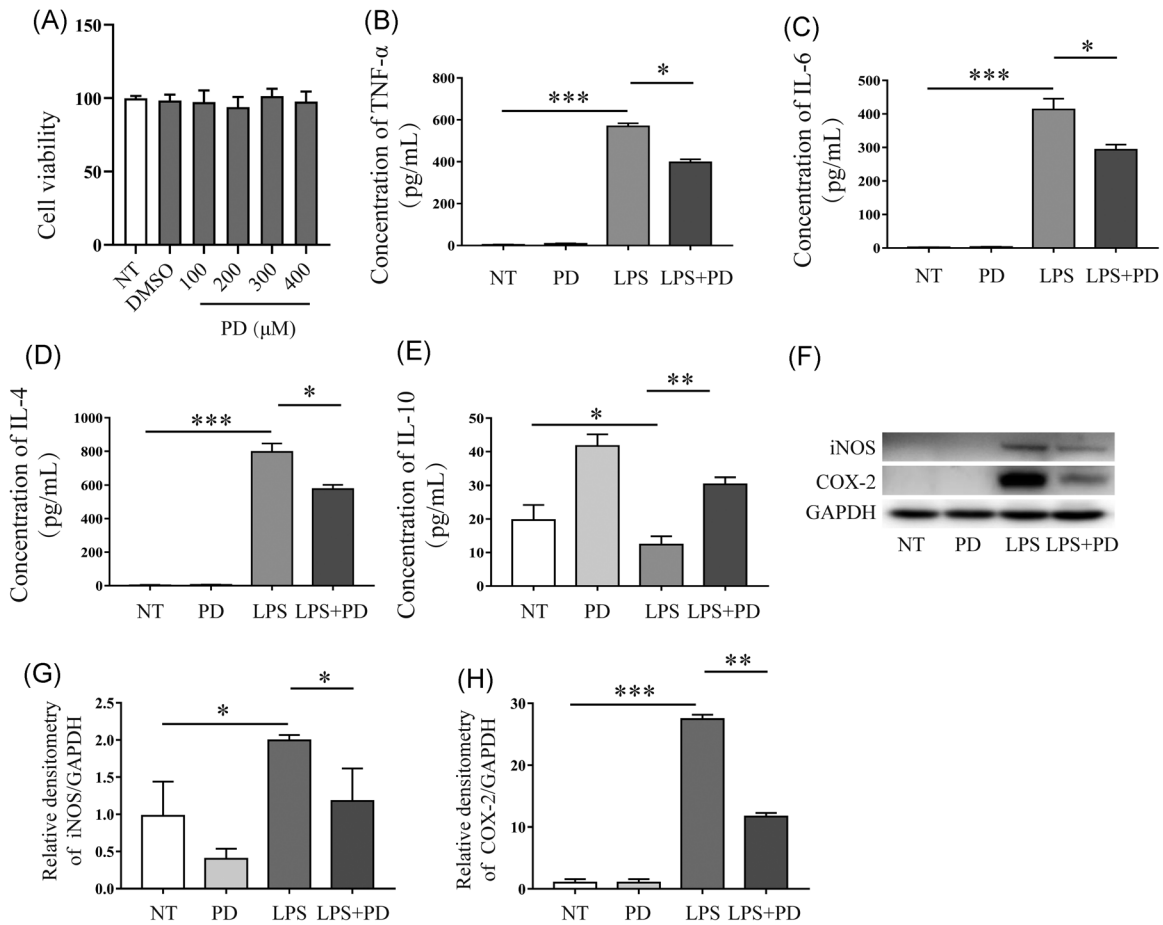 (A)
Cell viability
150
100
50
0
NT
DMSO
100
200
300
400
PD (μM)
(B)
Concentration of TNF-α
(pg/mL)
800
600
400
200
0
***
*
NT PD LPS LPS+PD
(C)
Concentration of IL-6
(pg/mL)
500
400
300
200
100
0
***
*
NT PD LPS LPS+PD
(D)
Concentration of IL-4
(pg/mL)
1000
800
600
400
200
0
***
*
NT PD LPS LPS+PD
(E)
Concentration of IL-10
(pg/mL)
50
40
30
20
10
0
*
**
NT PD LPS LPS+PD
(F)
iNOS
COX-2
GAPDH
NT PD LPS LPS+PD
(G)
Relative densitometry
of iNOS/GAPDH
2.5
2.0
1.5
1.0
0.5
0.0
*
*
NT PD LPS LPS+PD
(H)
Relative densitometry
of COX-2/GAPDH
30
20
10
0
***
**
NT PD LPS LPS+PD